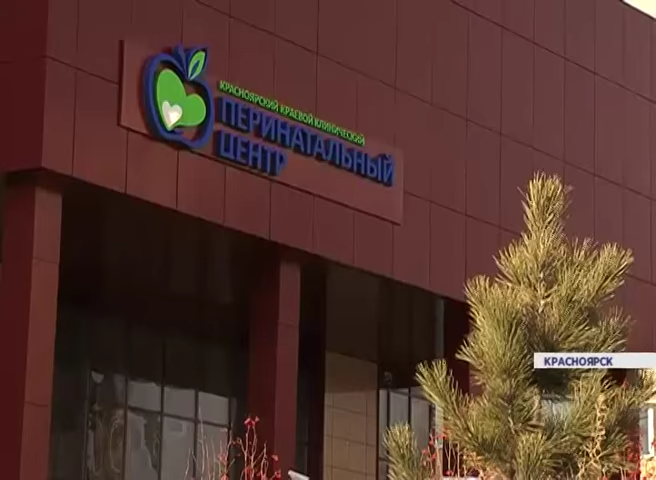 КРАСНОЯРСКИЙ КРАЕВОЙ КЛИНИЧЕСКИЙ
ПЕРИНАТАЛЬНЫЙ
ЦЕНТР
КРАСНОЯРСК